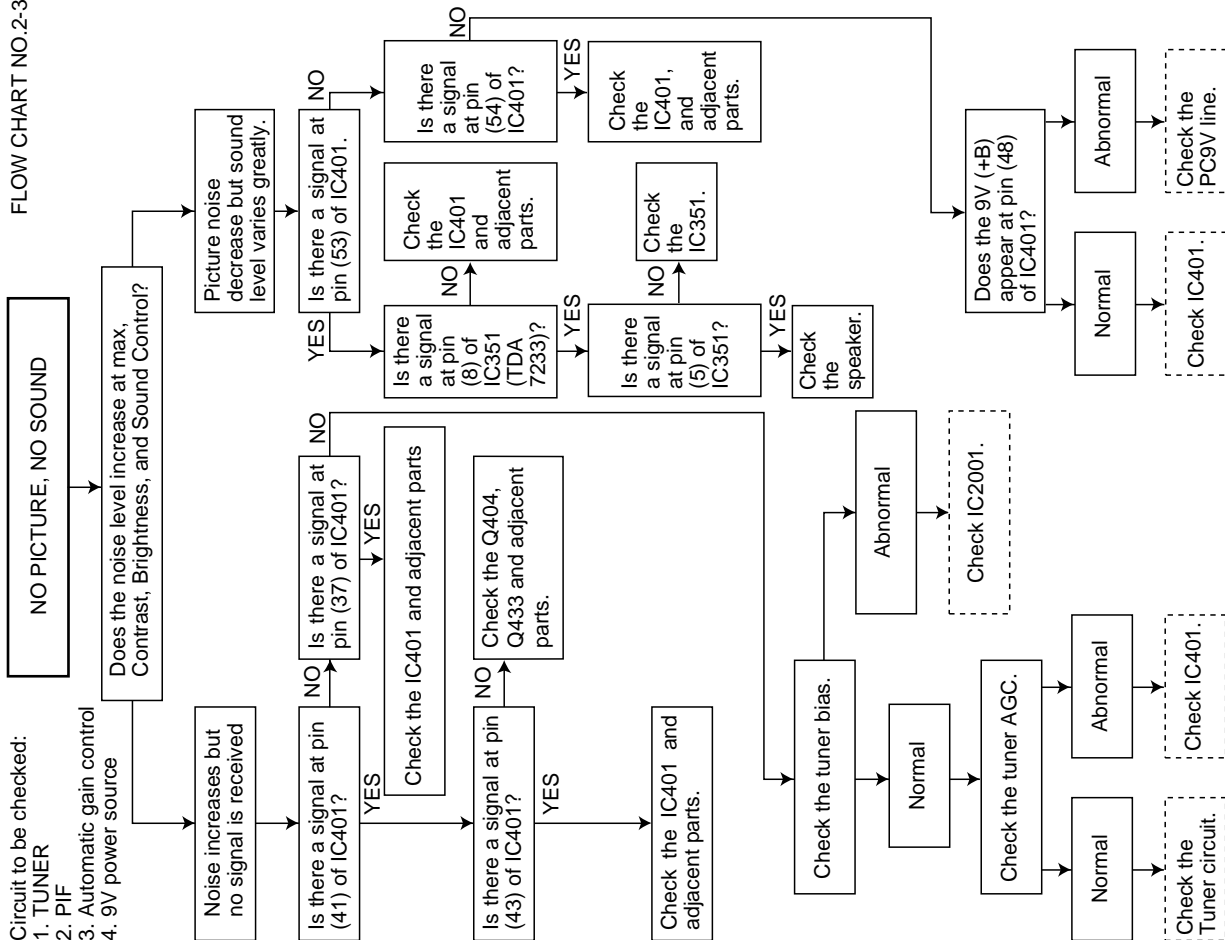 FLOW CHART NO.2-3
NO PICTURE, NO SOUND
Circuit to be checked:
1. TUNER
2. PIF
3. Automatic gain control
4. 9V power source
Does the noise level increase at max,
Contrast, Brightness, and Sound Control?
Noise increases but
no signal is received
Is there a signal at pin
(41) of IC401?
NO
Is there a signal at
pin (37) of IC401?
NO
YES
Check the IC401 and adjacent parts
YES
Is there a signal at pin
(43) of IC401?
NO
Check the Q404,
Q433 and adjacent
parts.
YES
Check the IC401 and
adjacent parts.
Check the tuner bias.
Abnormal
Check IC2001.
Normal
Check the tuner AGC.
Normal
Check the
Tuner circuit.
Abnormal
Check IC401.
Picture noise
decrease but sound
level varies greatly.
Is there a signal at
pin (53) of IC401.
YES
NO
Is there
a signal
at pin
(8) of
IC351
(TDA
7233)?
NO
Check
the
IC401
and
adjacent
parts.
YES
Is there
a signal
at pin
(5) of
IC351?
NO
Check
the
IC351.
YES
Check
the
speaker.
Is there
a signal
at pin
(54) of
IC401?
NO
YES
Check
the
IC401,
and
adjacent
parts.
Does the 9V (+B)
appear at pin (48)
of IC401?
Normal
Check IC401.
Abnormal
Check the
PC9V line.